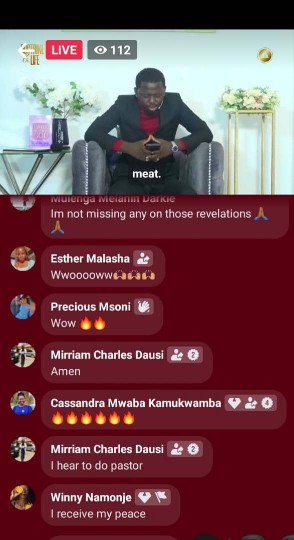 LIFE
LIVE
112
meat.
Mulenga Melanin Darkie
Im not missing any on those revelations 🙏
🙏
Esther Malasha
Wwooooww🙌🙌🙌
Precious Msoni
Wow 🔥🔥
Mirriam Charles Dausi 2
Amen
Cassandra Mwaba Kamukwamba 4
🔥🔥🔥🔥🔥🔥
Mirriam Charles Dausi 2
I hear to do pastor
Winny Namonje
I receive my peace